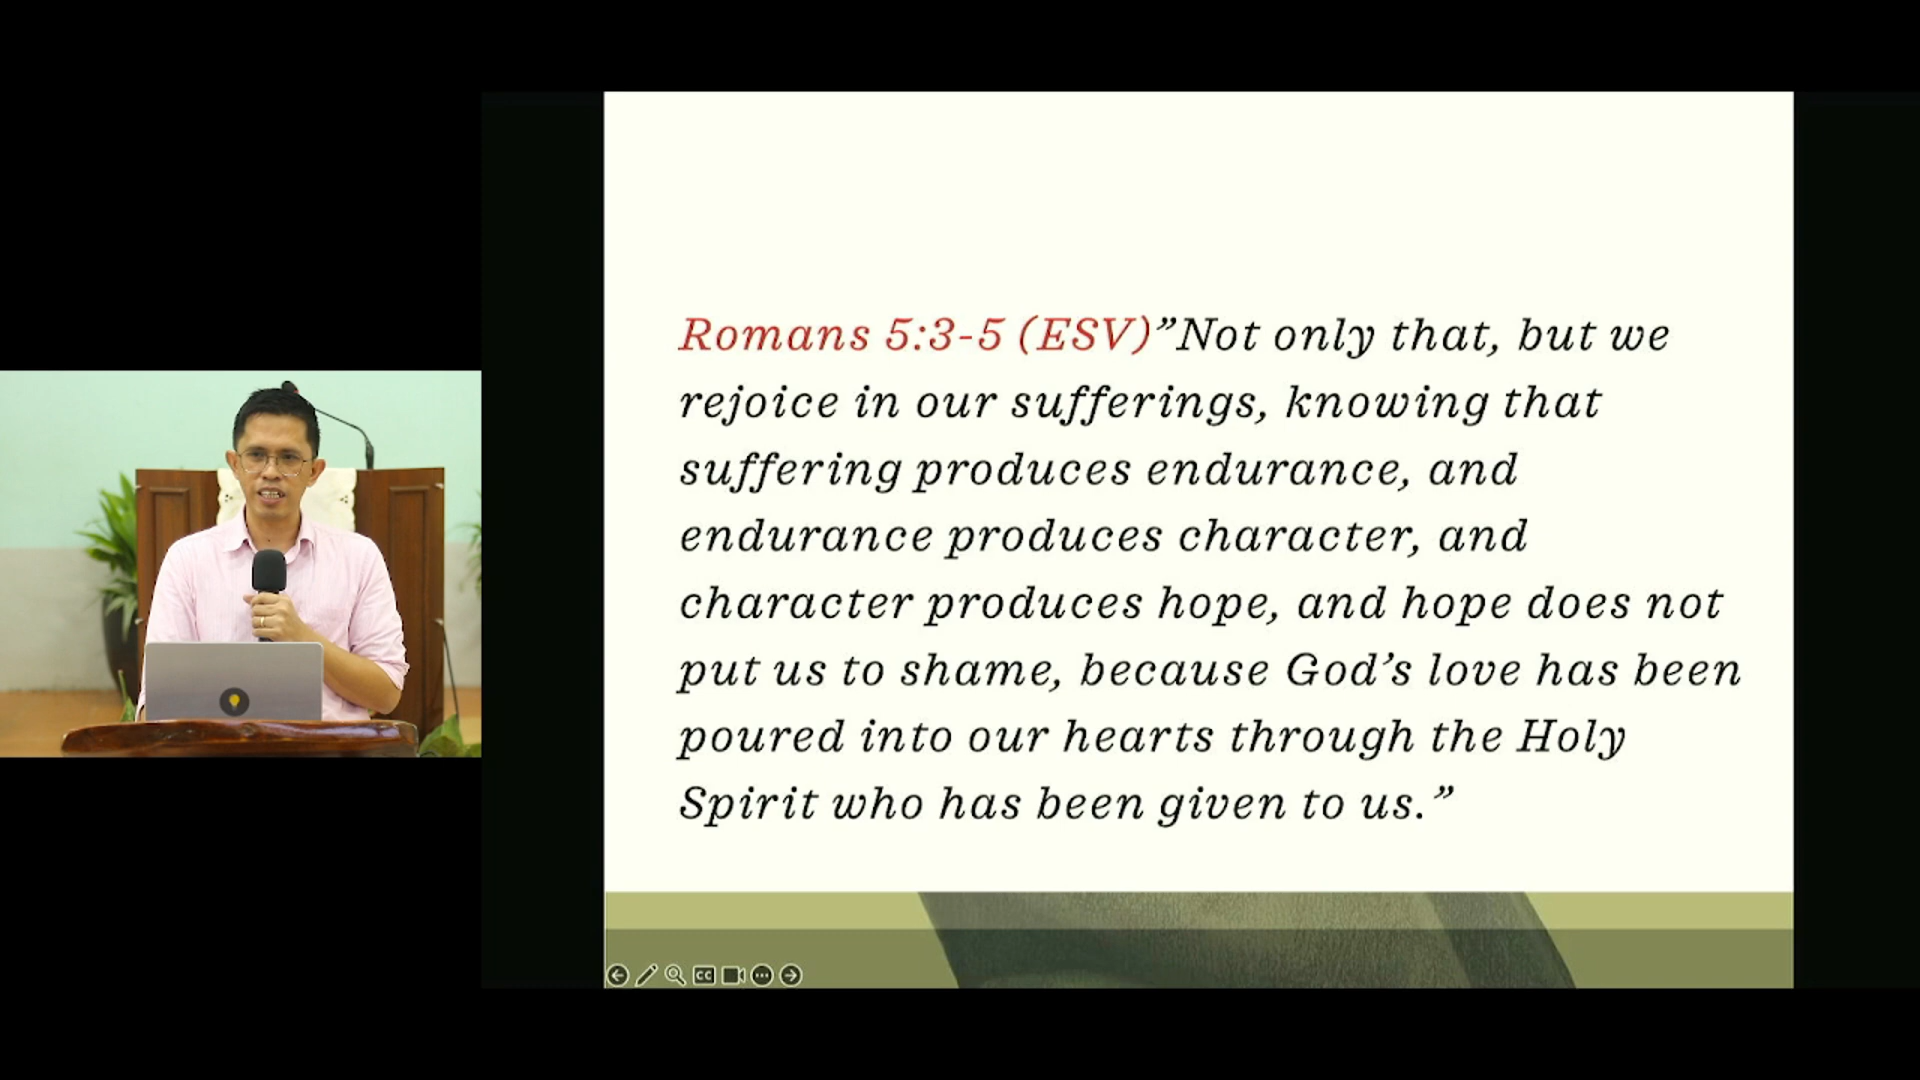 Romans 5:3-5 (ESV)”Not only that, but we
rejoice in our sufferings, knowing that
suffering produces endurance, and
endurance produces character, and
character produces hope, and hope does not
put us to shame, because God’s love has been
poured into our hearts through the Holy
Spirit who has been given to us.”
CC